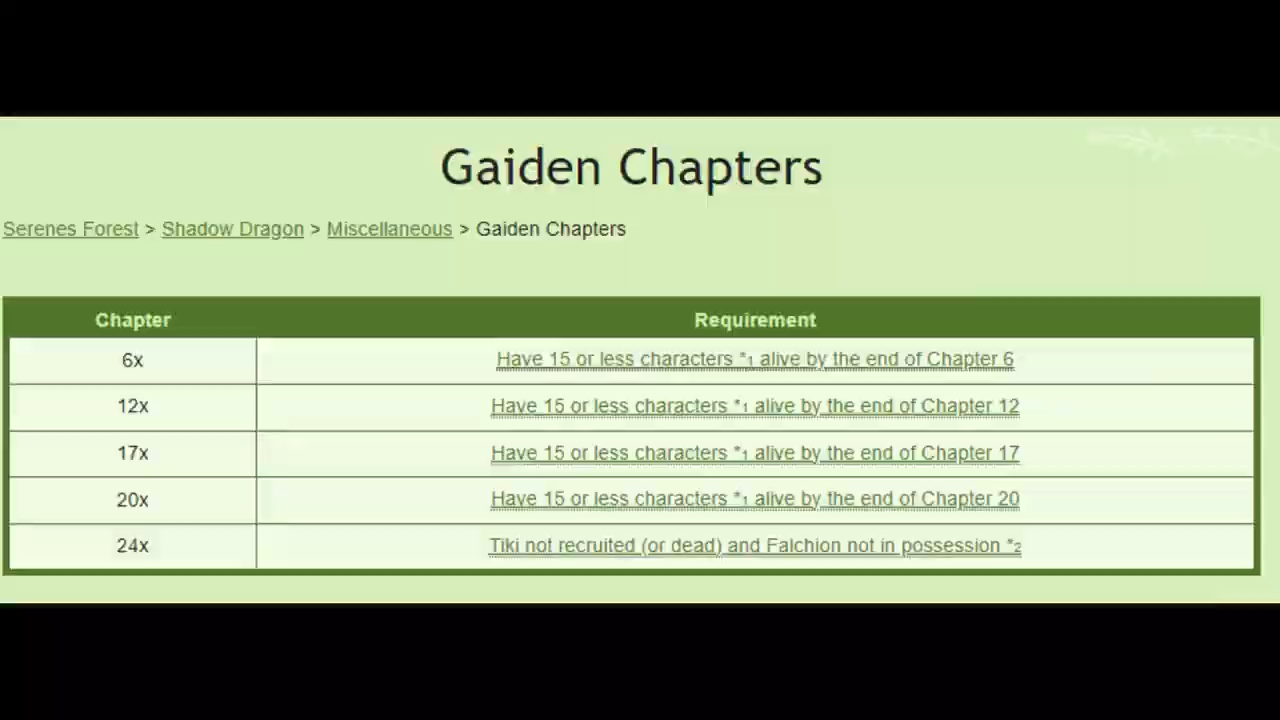 Gaiden Chapters
Serenes Forest > Shadow Dragon > Miscellaneous > Gaiden Chapters
Chapter Requirement
6x Have 15 or less characters *1 alive by the end of Chapter 6
12x Have 15 or less characters *1 alive by the end of Chapter 12
17x Have 15 or less characters *1 alive by the end of Chapter 17
20x Have 15 or less characters *1 alive by the end of Chapter 20
24x Tiki not recruited (or dead) and Falchion not in possession *2